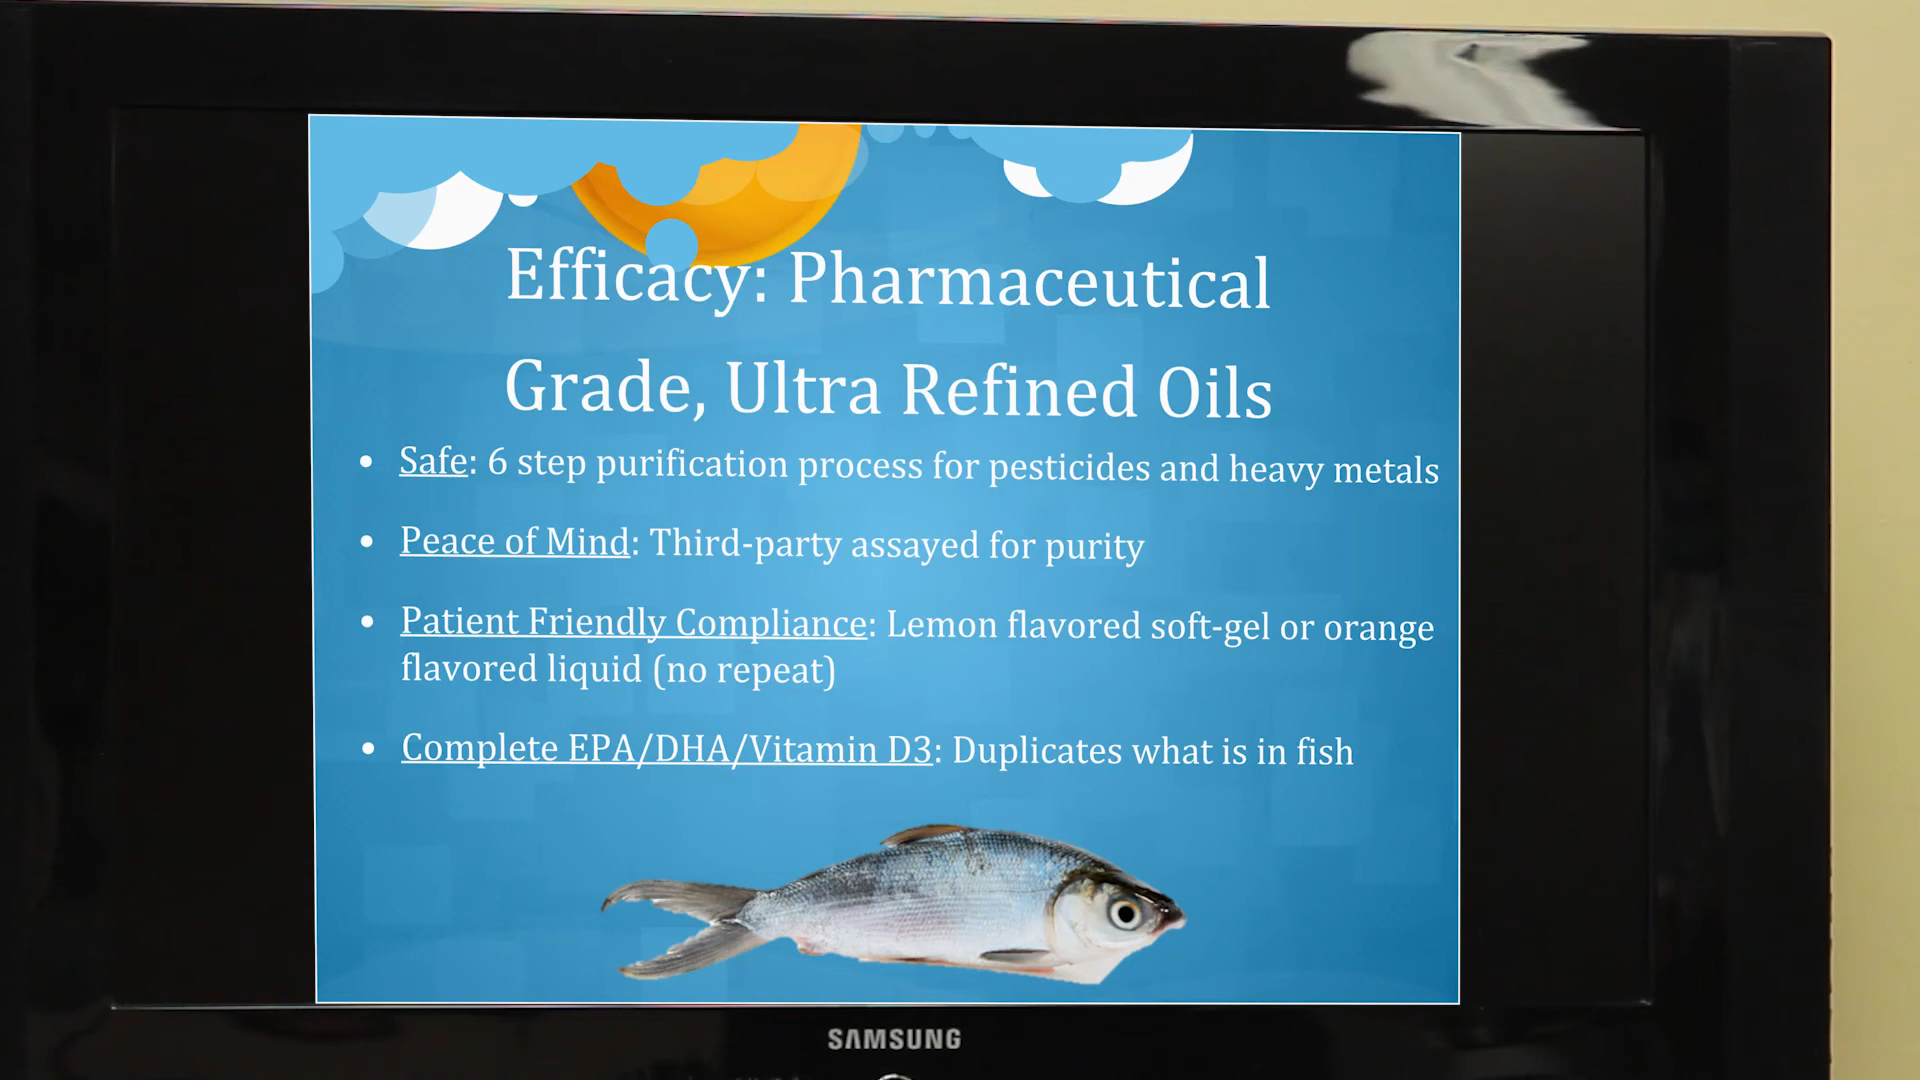 Efficacy: Pharmaceutical
Grade, Ultra Refined Oils
• Safe: 6 step purification process for pesticides and heavy metals
• Peace of Mind: Third-party assayed for purity
• Patient Friendly Compliance: Lemon flavored soft-gel or orange
flavored liquid (no repeat)
• Complete EPA/DHA/Vitamin D3: Duplicates what is in fish
SAMSUNG